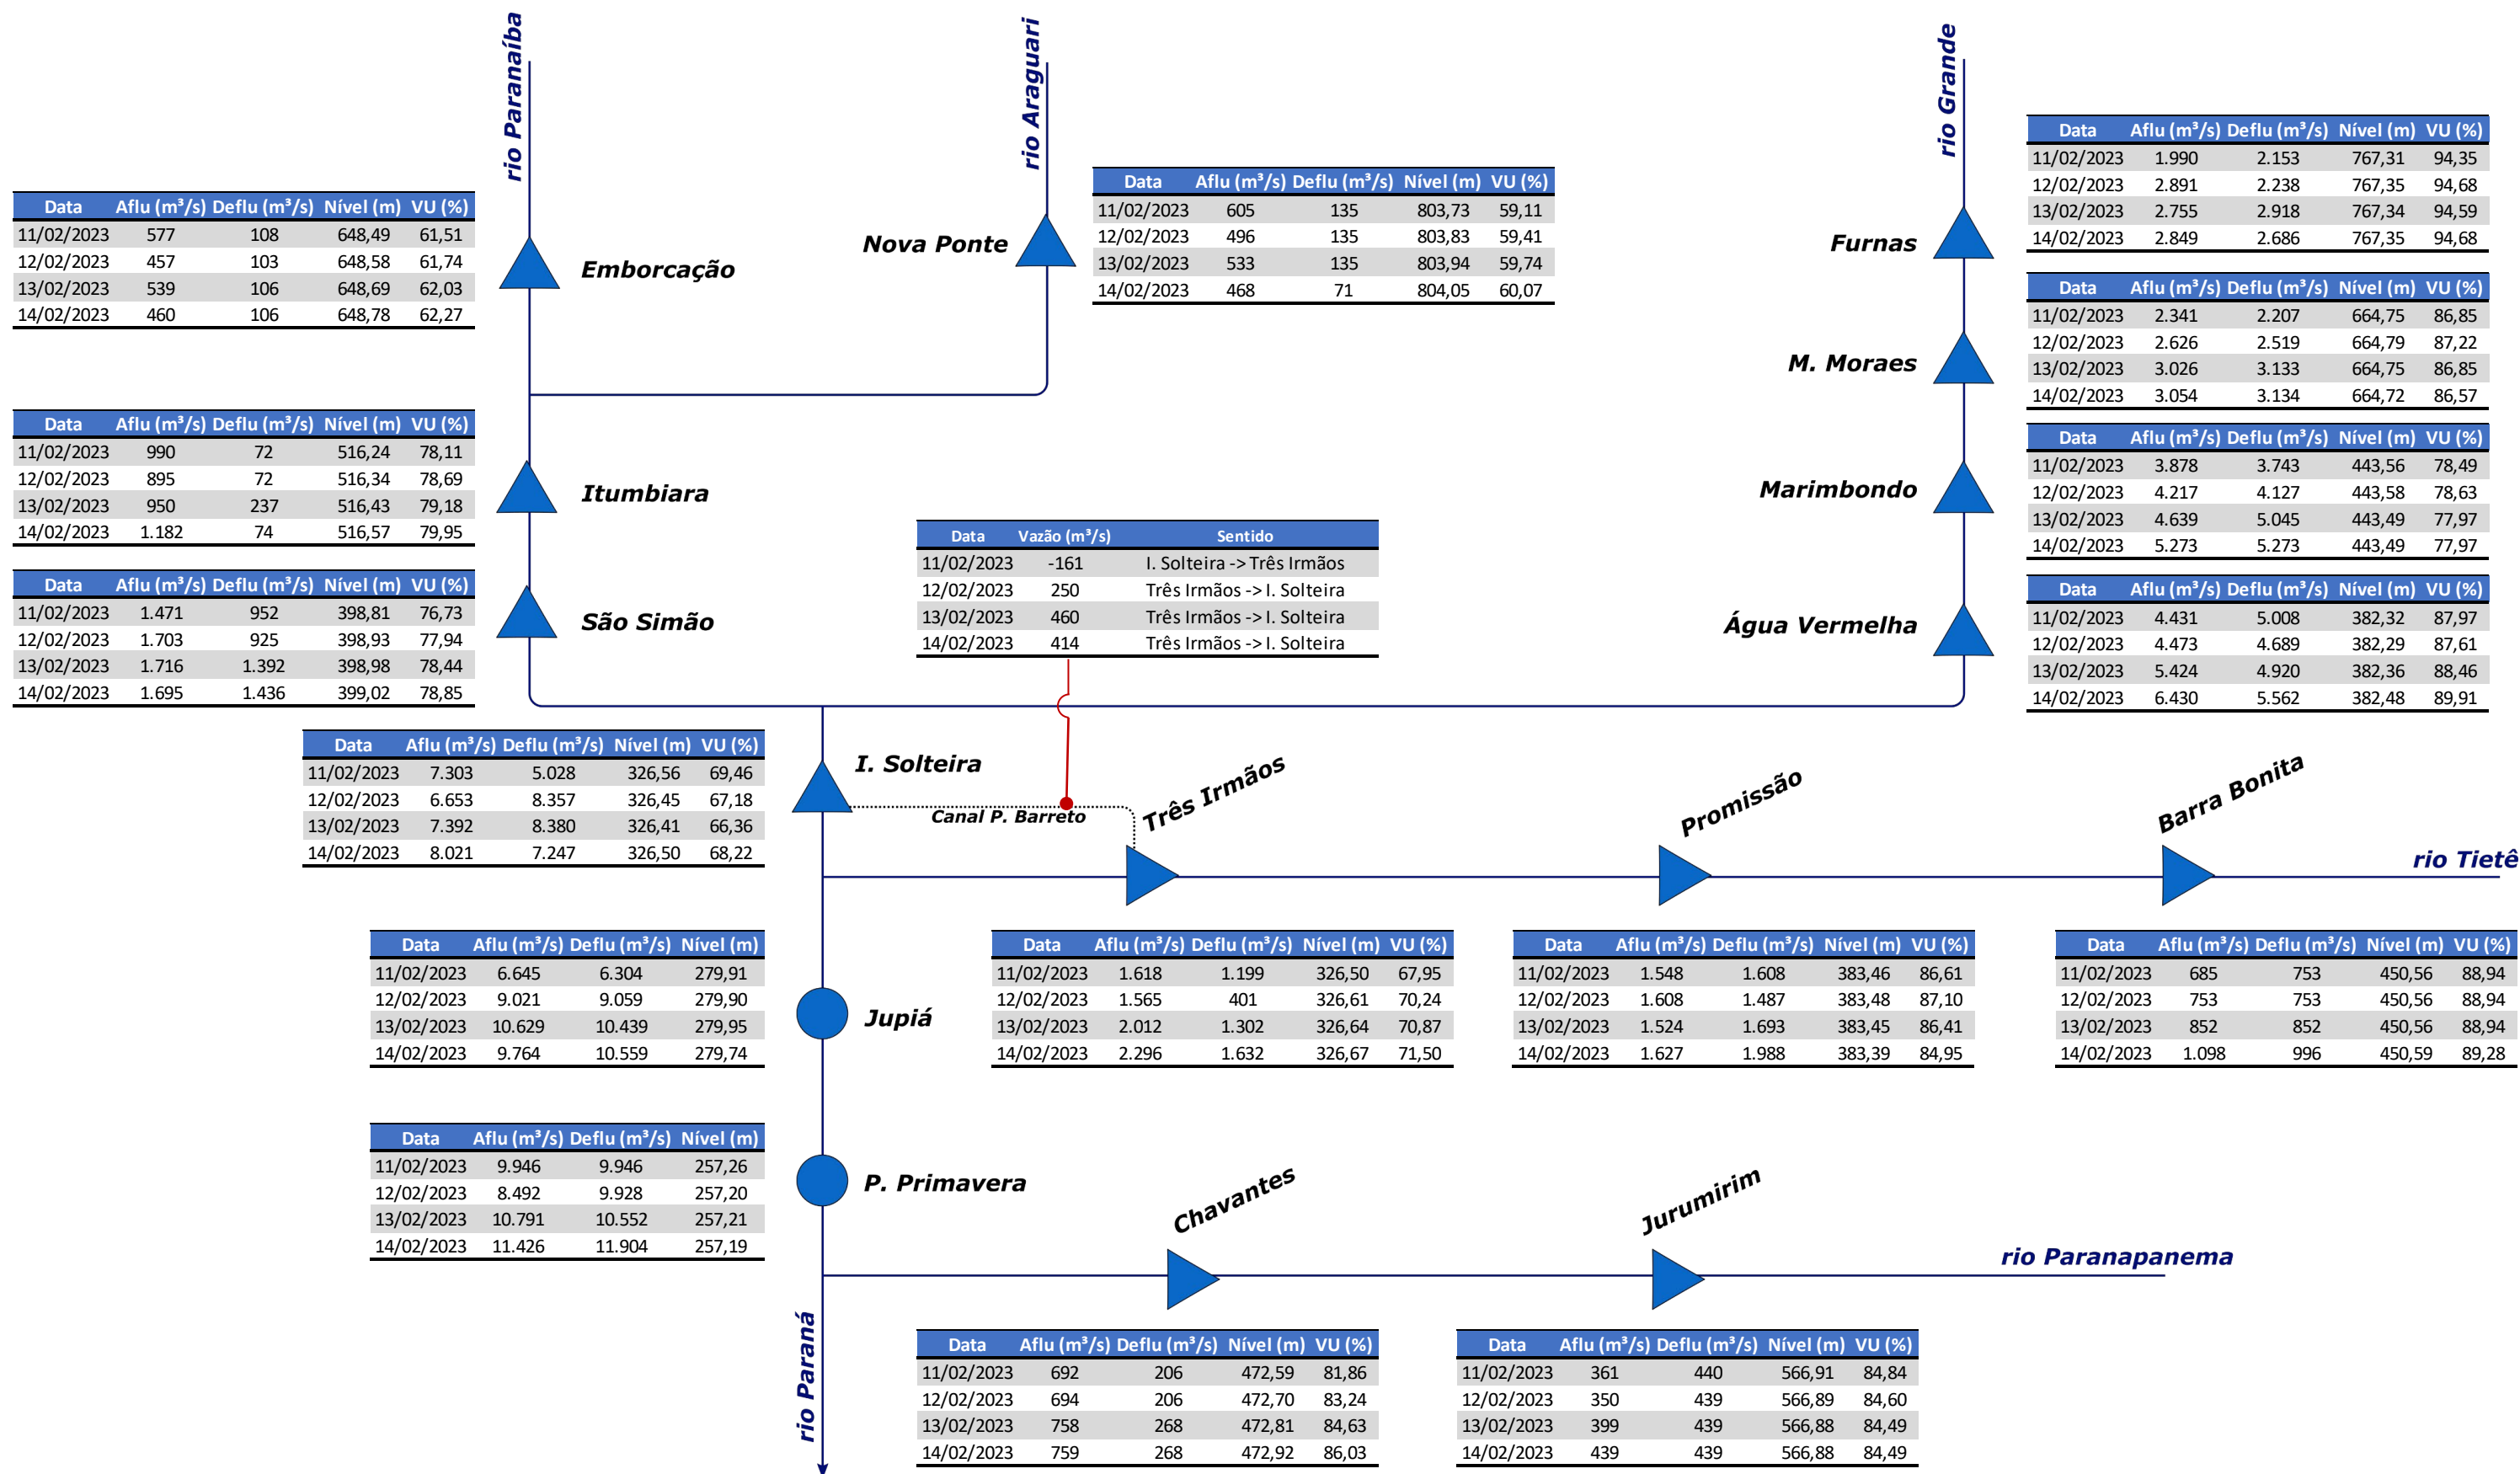 rio Paranaíba
rio Araguari
rio Grande
Data Aflu (m³/s) Deflu (m³/s) Nível (m) VU (%)
11/02/2023 577 108 648,49 61,51
12/02/2023 457 103 648,58 61,74
13/02/2023 539 106 648,69 62,03
14/02/2023 460 106 648,78 62,27
Emborcação
Nova Ponte
Data Aflu (m³/s) Deflu (m³/s) Nível (m) VU (%)
11/02/2023 605 135 803,73 59,11
12/02/2023 496 135 803,83 59,41
13/02/2023 533 135 803,94 59,74
14/02/2023 468 71 804,05 60,07
Furnas
Data Aflu (m³/s) Deflu (m³/s) Nível (m) VU (%)
11/02/2023 1.990 2.153 767,31 94,35
12/02/2023 2.891 2.238 767,35 94,68
13/02/2023 2.755 2.918 767,34 94,59
14/02/2023 2.849 2.686 767,35 94,68
M. Moraes
Data Aflu (m³/s) Deflu (m³/s) Nível (m) VU (%)
11/02/2023 2.341 2.207 664,75 86,85
12/02/2023 2.626 2.519 664,79 87,22
13/02/2023 3.026 3.133 664,75 86,85
14/02/2023 3.054 3.134 664,72 86,57
Data Aflu (m³/s) Deflu (m³/s) Nível (m) VU (%)
11/02/2023 990 72 516,24 78,11
12/02/2023 895 72 516,34 78,69
13/02/2023 950 237 516,43 79,18
14/02/2023 1.182 74 516,57 79,95
Itumbiara
Marimbondo
Data Aflu (m³/s) Deflu (m³/s) Nível (m) VU (%)
11/02/2023 3.878 3.743 443,56 78,49
12/02/2023 4.217 4.127 443,58 78,63
13/02/2023 4.639 5.045 443,49 77,97
14/02/2023 5.273 5.273 443,49 77,97
Data Aflu (m³/s) Deflu (m³/s) Nível (m) VU (%)
11/02/2023 1.471 952 398,81 76,73
12/02/2023 1.703 925 398,93 77,94
13/02/2023 1.716 1.392 398,98 78,44
14/02/2023 1.695 1.436 399,02 78,85
São Simão
Data Vazão (m³/s) Sentido
11/02/2023 -161 I. Solteira -> Três Irmãos
12/02/2023 250 Três Irmãos -> I. Solteira
13/02/2023 460 Três Irmãos -> I. Solteira
14/02/2023 414 Três Irmãos -> I. Solteira
Água Vermelha
Data Aflu (m³/s) Deflu (m³/s) Nível (m) VU (%)
11/02/2023 4.431 5.008 382,32 87,97
12/02/2023 4.473 4.689 382,29 87,61
13/02/2023 5.424 4.920 382,36 88,46
14/02/2023 6.430 5.562 382,48 89,91
Data Aflu (m³/s) Deflu (m³/s) Nível (m) VU (%)
11/02/2023 7.303 5.028 326,56 69,46
12/02/2023 6.653 8.357 326,45 67,18
13/02/2023 7.392 8.380 326,41 66,36
14/02/2023 8.021 7.247 326,50 68,22
I. Solteira
Canal P. Barreto
Três Irmãos
Promissão
Barra Bonita
rio Tietê
Data Aflu (m³/s) Deflu (m³/s) Nível (m)
11/02/2023 6.645 6.304 279,91
12/02/2023 9.021 9.059 279,90
13/02/2023 10.629 10.439 279,95
14/02/2023 9.764 10.559 279,74
Jupiá
Data Aflu (m³/s) Deflu (m³/s) Nível (m) VU (%)
11/02/2023 1.618 1.199 326,50 67,95
12/02/2023 1.565 401 326,61 70,24
13/02/2023 2.012 1.302 326,64 70,87
14/02/2023 2.296 1.632 326,67 71,50
Data Aflu (m³/s) Deflu (m³/s) Nível (m) VU (%)
11/02/2023 1.548 1.608 383,46 86,61
12/02/2023 1.608 1.487 383,48 87,10
13/02/2023 1.524 1.693 383,45 86,41
14/02/2023 1.627 1.988 383,39 84,95
Data Aflu (m³/s) Deflu (m³/s) Nível (m) VU (%)
11/02/2023 685 753 450,56 88,94
12/02/2023 753 753 450,56 88,94
13/02/2023 852 852 450,56 88,94
14/02/2023 1.098 996 450,59 89,28
Data Aflu (m³/s) Deflu (m³/s) Nível (m)
11/02/2023 9.946 9.946 257,26
12/02/2023 8.492 9.928 257,20
13/02/2023 10.791 10.552 257,21
14/02/2023 11.426 11.904 257,19
P. Primavera
Chavantes
Jurumirim
rio Paranapanema
rio Paraná
Data Aflu (m³/s) Deflu (m³/s) Nível (m) VU (%)
11/02/2023 692 206 472,59 81,86
12/02/2023 694 206 472,70 83,24
13/02/2023 758 268 472,81 84,63
14/02/2023 759 268 472,92 86,03
Data Aflu (m³/s) Deflu (m³/s) Nível (m) VU (%)
11/02/2023 361 440 566,91 84,84
12/02/2023 350 439 566,89 84,60
13/02/2023 399 439 566,88 84,49
14/02/2023 439 439 566,88 84,49